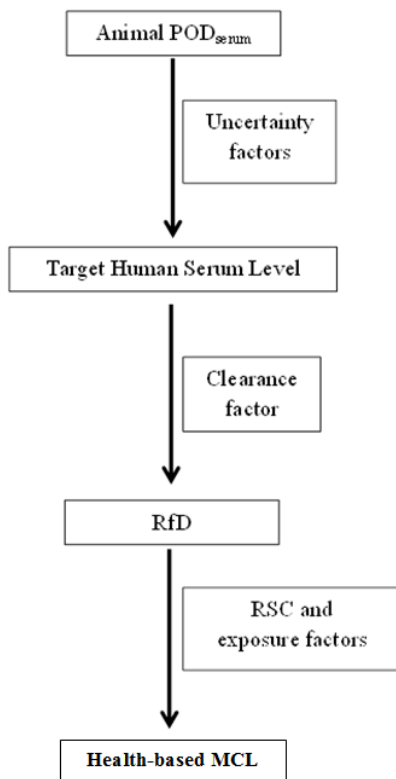 Animal PODserum
Uncertainty
factors
Target Human Serum Level
Clearance
factor
RfD
RSC and
exposure factors
Health-based MCL